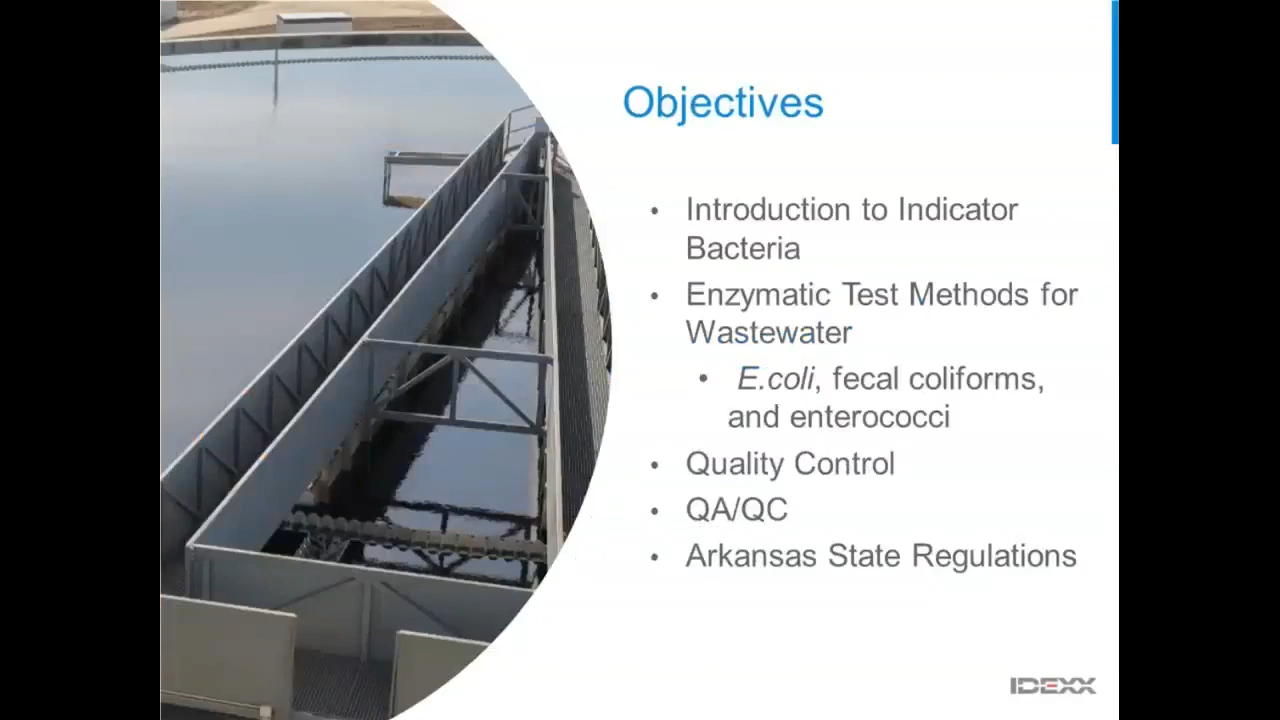 Objectives
• Introduction to Indicator
Bacteria
• Enzymatic Test Methods for
Wastewater
• E.coli, fecal coliforms,
and enterococci
• Quality Control
• QA/QC
• Arkansas State Regulations
IDEXX